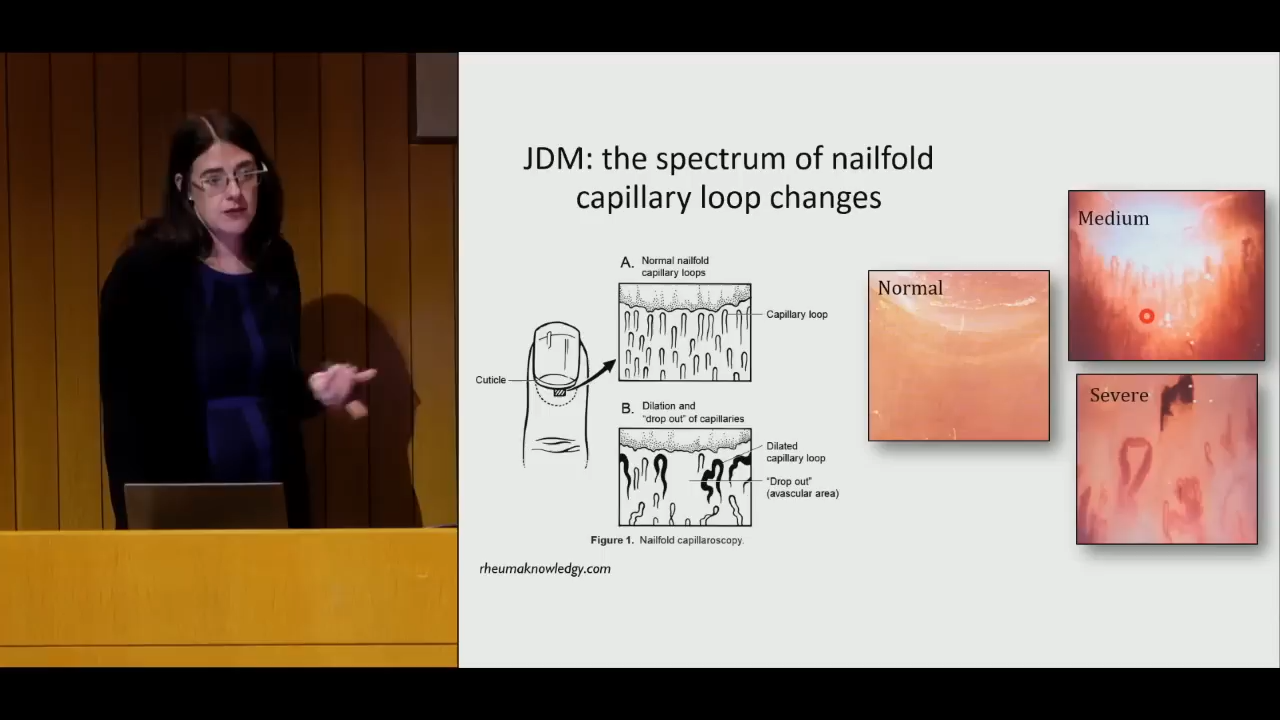 JDM: the spectrum of nailfold
capillary loop changes
A. Normal nailfold
capillary loops
Capillary loop
Cuticle
B. Dilation and
"drop out" of capillaries
Dilated
capillary loop
"Drop out"
(avascular area)
Figure 1. Nailfold capillaroscopy.
rheumaknowledgy.com
Normal
Medium
Severe